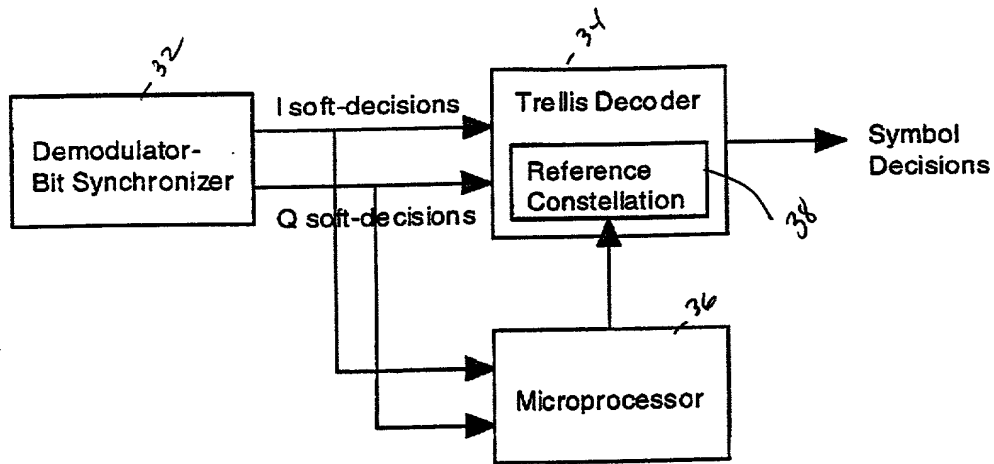 32
34
I soft-decisions
Trellis Decoder
Demodulator-
Bit Synchronizer
Reference
Constellation
Symbol
Decisions
Q soft-decisions
38
36
Microprocessor